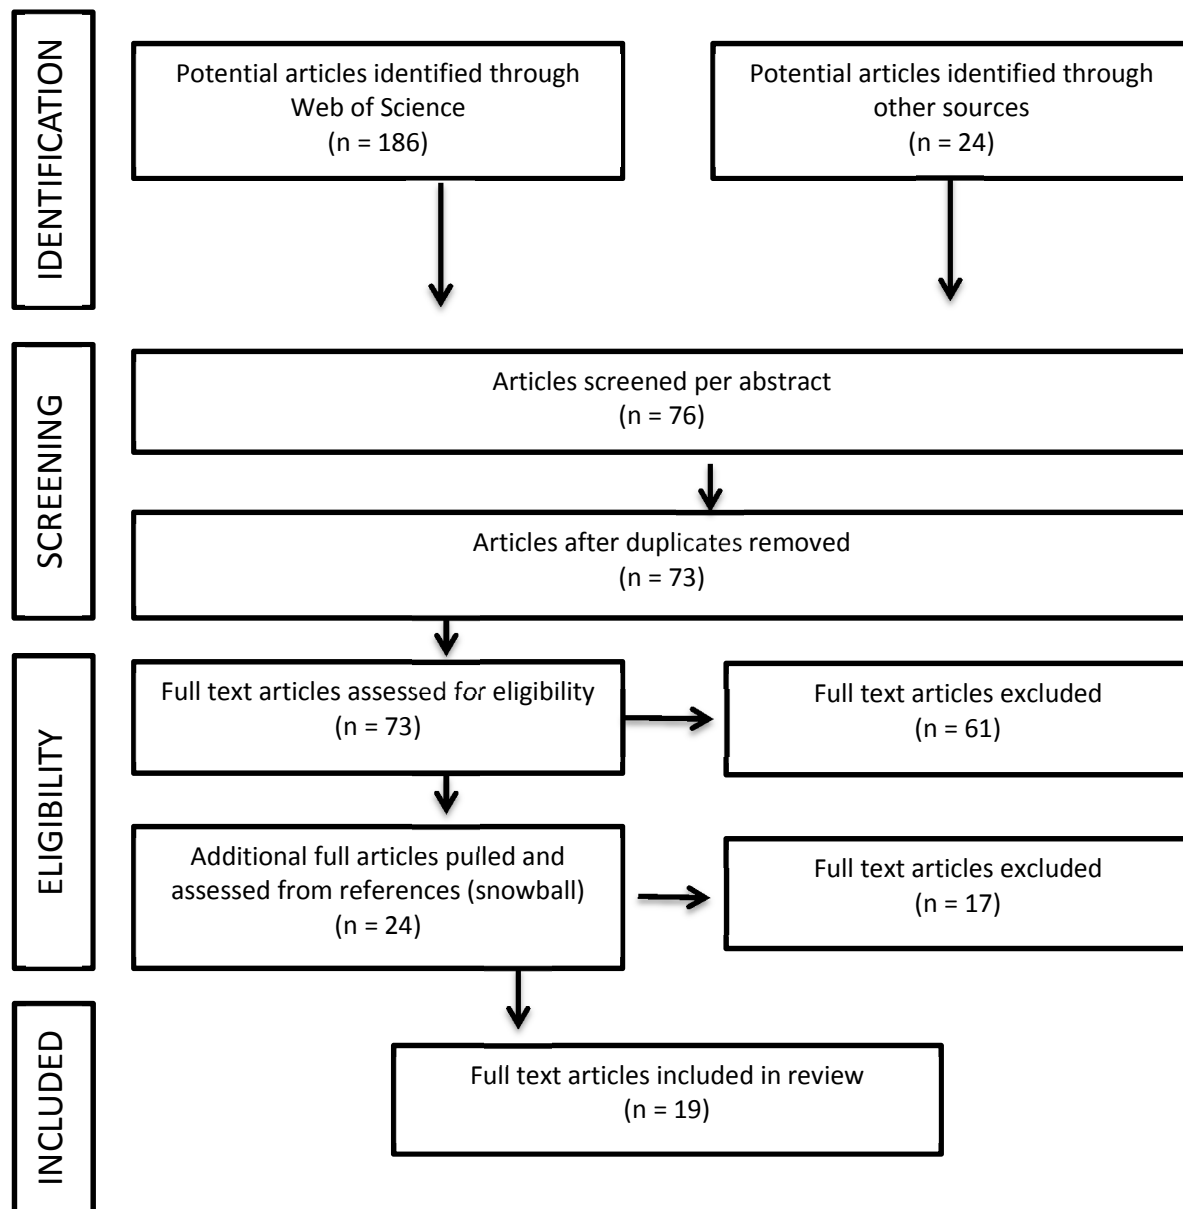 IDENTIFICATION
Potential articles identified through
Web of Science
(n = 186)
Potential articles identified through
other sources
(n = 24)
SCREENING
Articles screened per abstract
(n = 76)
Articles after duplicates removed
(n = 73)
ELIGIBILITY
Full text articles assessed for eligibility
(n = 73)
Full text articles excluded
(n = 61)
Additional full articles pulled and
assessed from references (snowball)
(n = 24)
Full text articles excluded
(n = 17)
INCLUDED
Full text articles included in review
(n = 19)